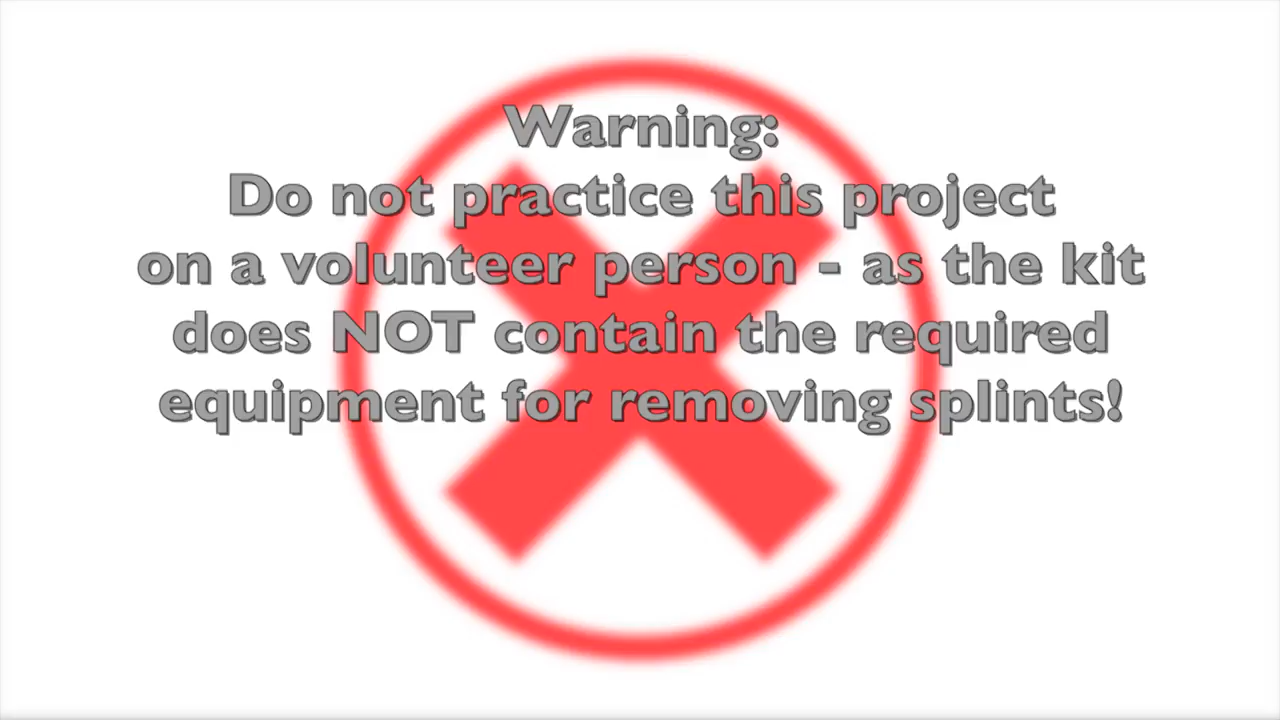 Warning:
Do not practice this project
on a volunteer person - as the kit
does NOT contain the required
equipment for removing splints!